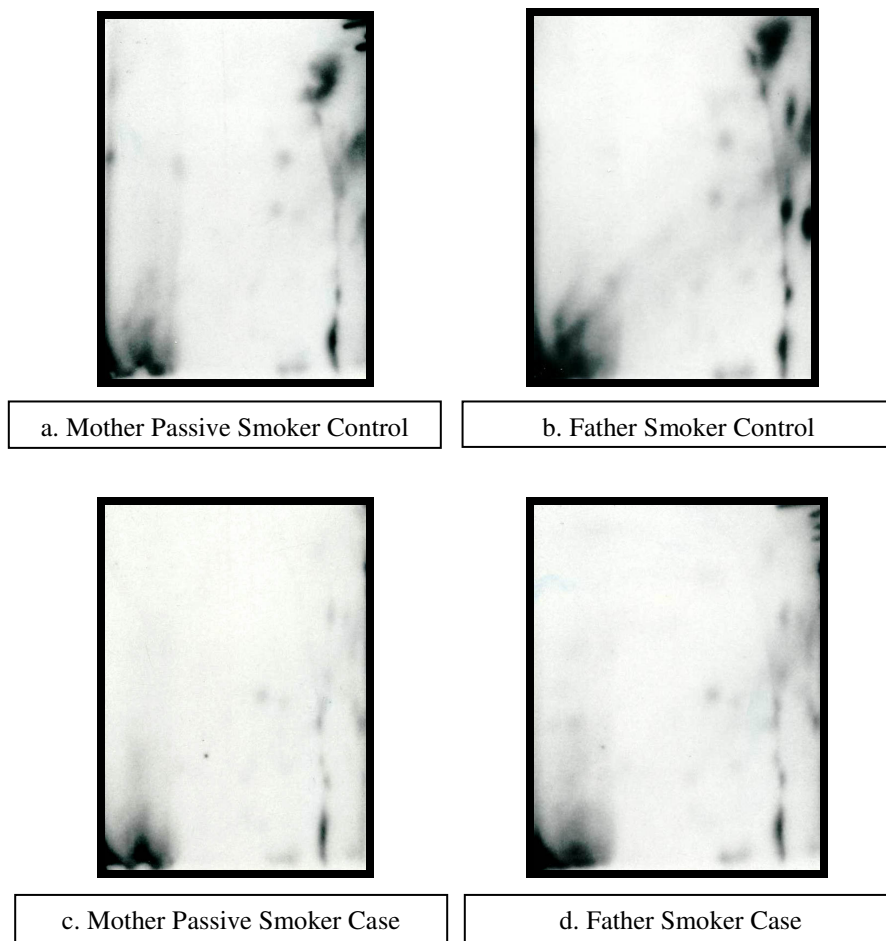 a. Mother Passive Smoker Control
b. Father Smoker Control
c. Mother Passive Smoker Case
d. Father Smoker Case